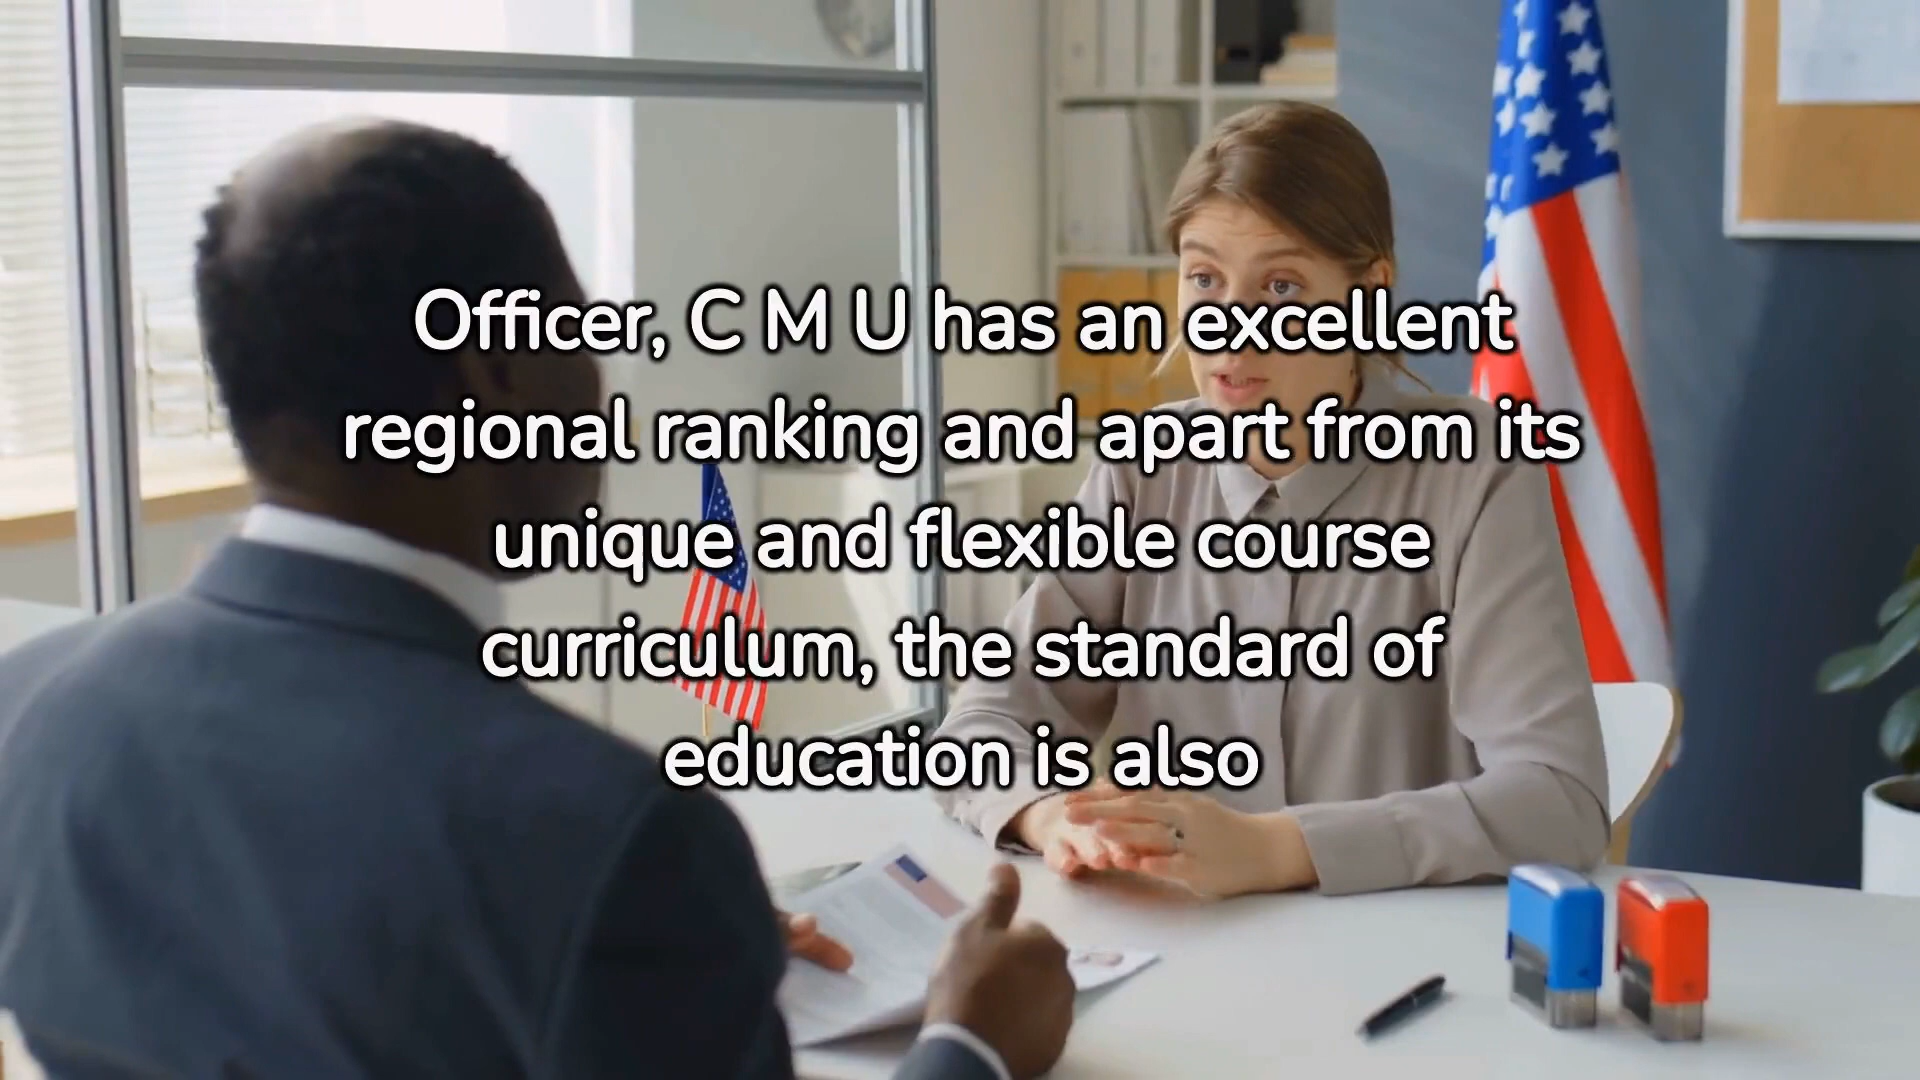 Officer, C M U has an excellent
regional ranking and apart from its
unique and flexible course
curriculum, the standard of
education is also